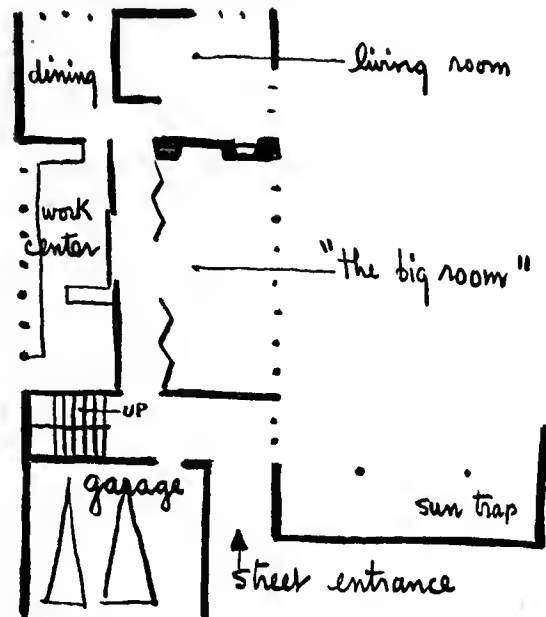 living room
dining
work
center
"the big room"
UP
garage
sun trap
street entrance